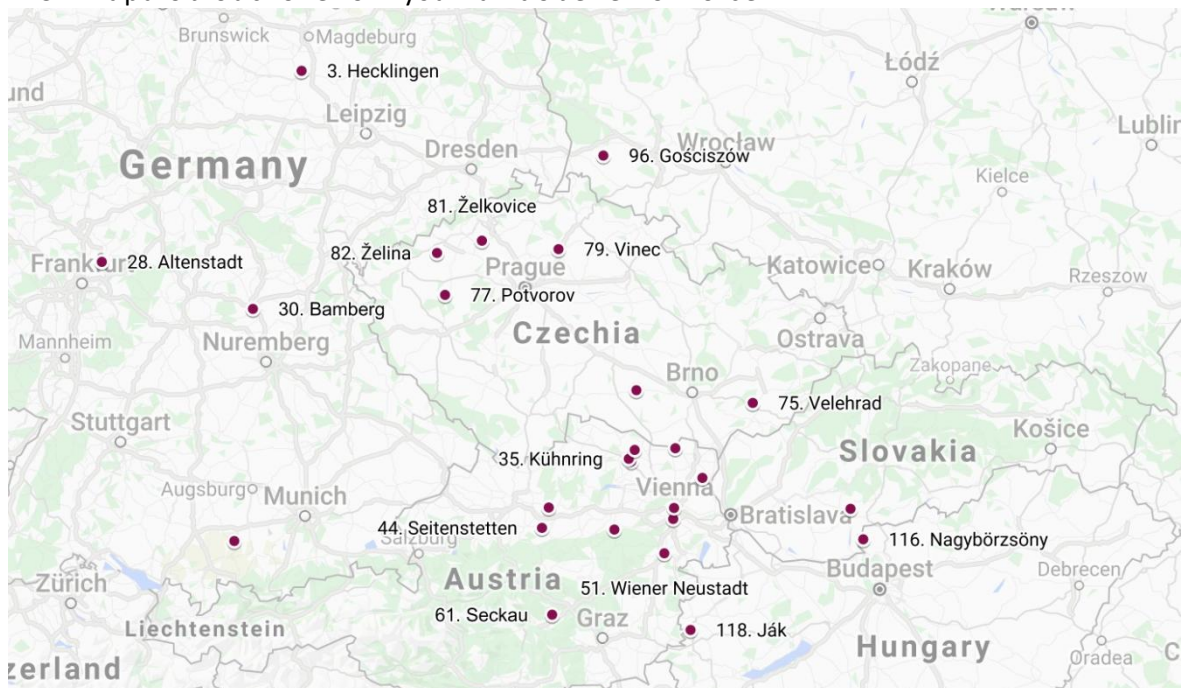 Brunswick
Magdeburg
3. Hecklingen
Łódź
und
Leipzig
Lublin
Dresden
Wrocław
96. Gościszów
Germany
Kielce
81. Želkovice
28. Altenstadt
82. Želina
79. Vinec
Prague
Katowice
Kraków
Rzeszow
77. Potvorov
30. Bamberg
Czechia
Ostrava
Mannheim
Nuremberg
Zakopane
Brno
75. Velehrad
Stuttgart
Košice
Slovakia
35. Kühnring
Augsburg
Munich
Vienna
Bratislava
44. Seitenstetten
Salzburg
116. Nagybörzsöny
Budapest
Debrecen
Zürich
Austria
51. Wiener Neustadt
61. Seckau
Graz
118. Ják
Liechtenstein
Hungary
Oradea
zerland